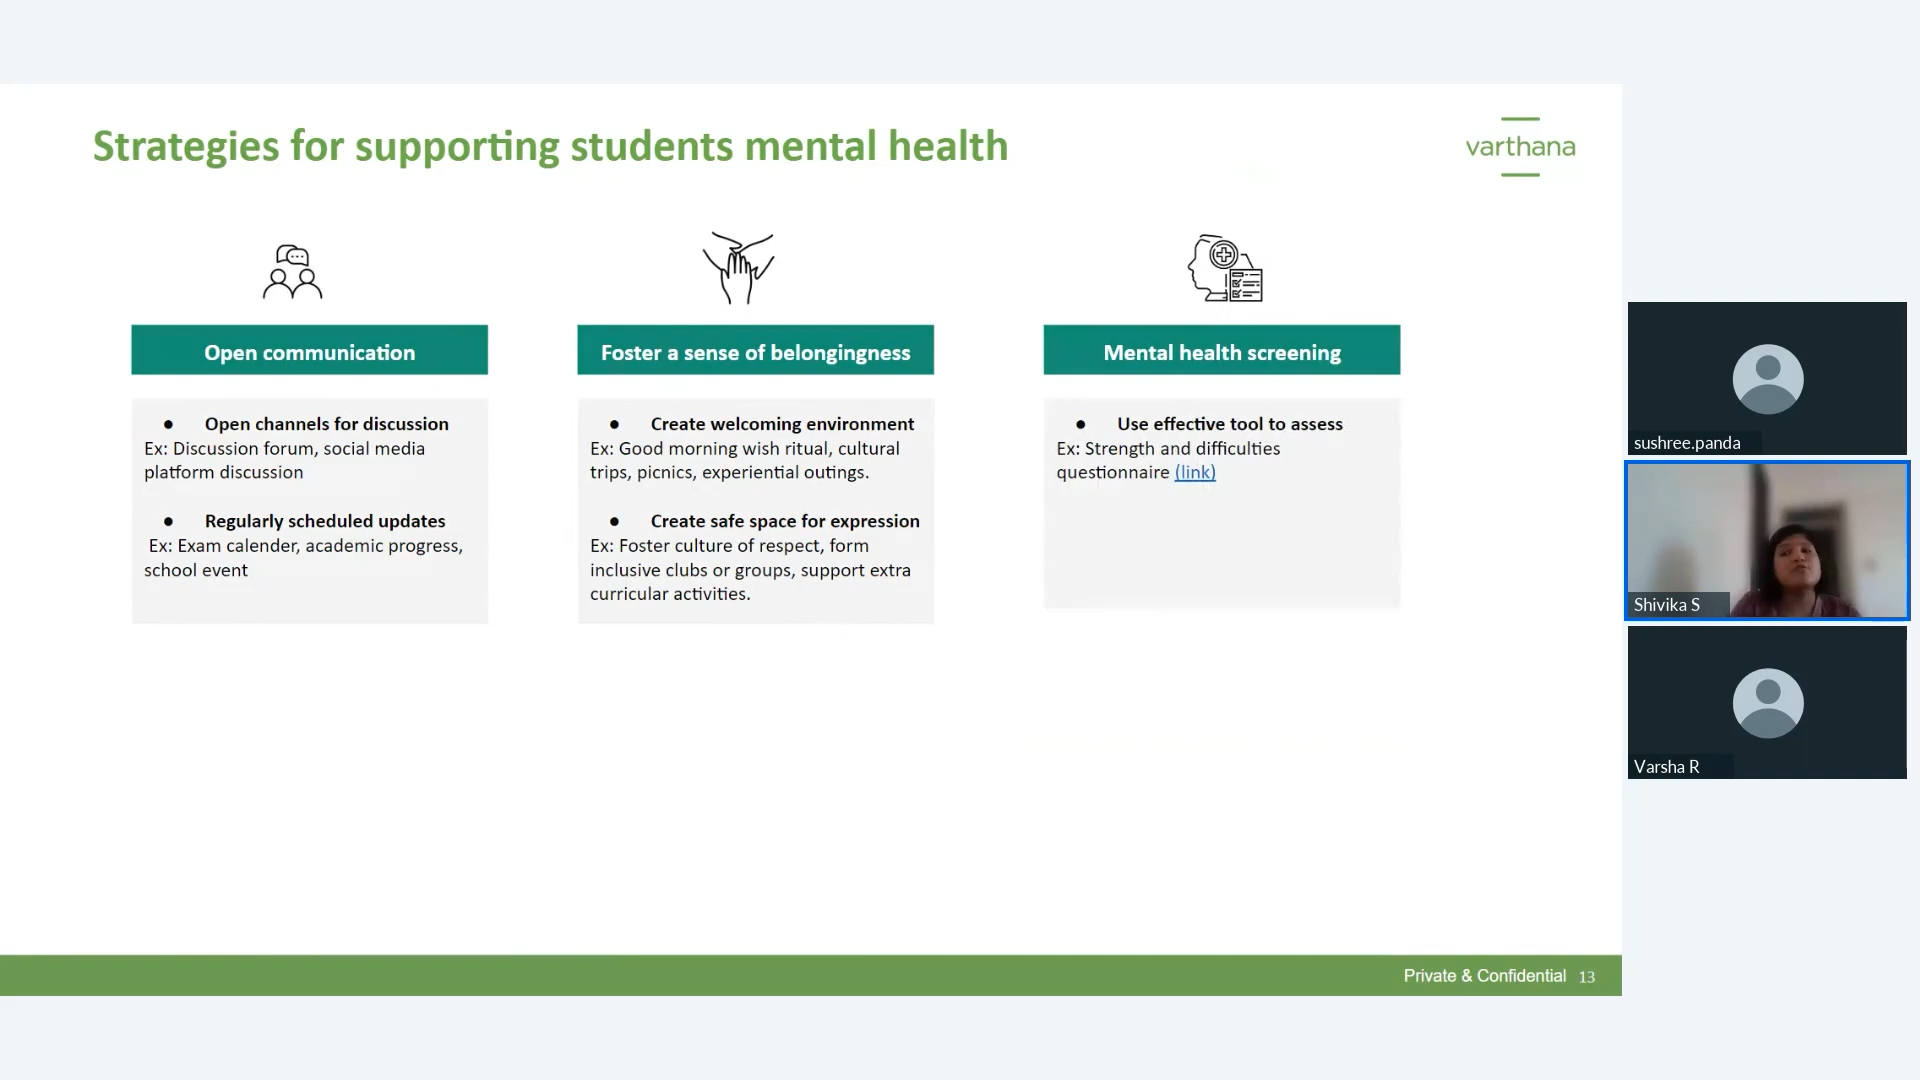 Strategies for supporting students mental health
varthana
Open communication
● Open channels for discussion
Ex: Discussion forum, social media
platform discussion
● Regularly scheduled updates
Ex: Exam calender, academic progress,
school event
Foster a sense of belongingness
● Create welcoming environment
Ex: Good morning wish ritual, cultural
trips, picnics, experiential outings.
● Create safe space for expression
Ex: Foster culture of respect, form
inclusive clubs or groups, support extra
curricular activities.
Mental health screening
● Use effective tool to assess
Ex: Strength and difficulties
questionnaire (link)
Private & Confidential 13
sushree.panda
Shivika S
Varsha R